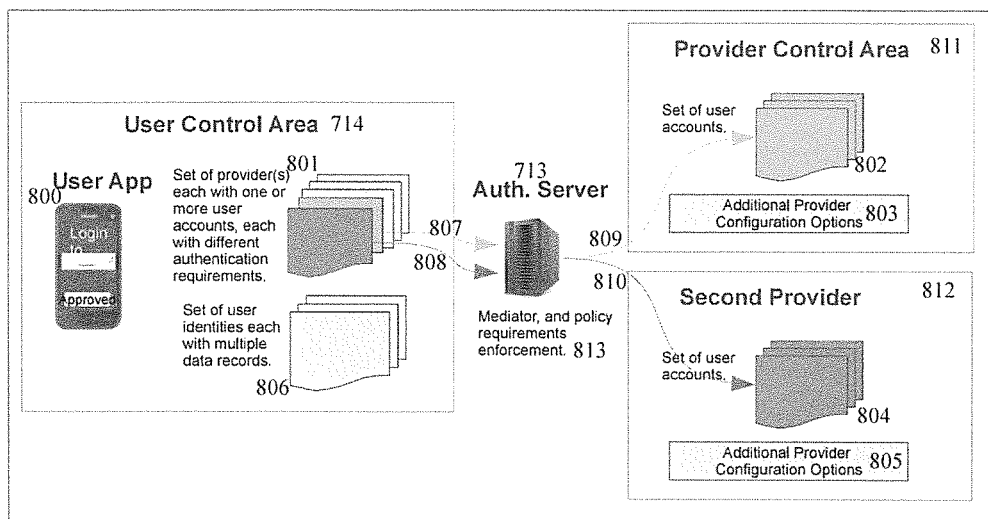 Provider Control Area 811
Set of user
accounts.
802
Additional Provider
Configuration Options 803
User Control Area 714
User App
800
Login
to
Approved
Set of provider(s)
each with one or
more user
accounts, each
with different
authentication
requirements.
801
Set of user
identities each
with multiple
data records.
806
807
808
713
Auth. Server
Mediator, and policy
requirements
enforcement. 813
809
810
Second Provider 812
Set of user
accounts.
804
Additional Provider
Configuration Options 805